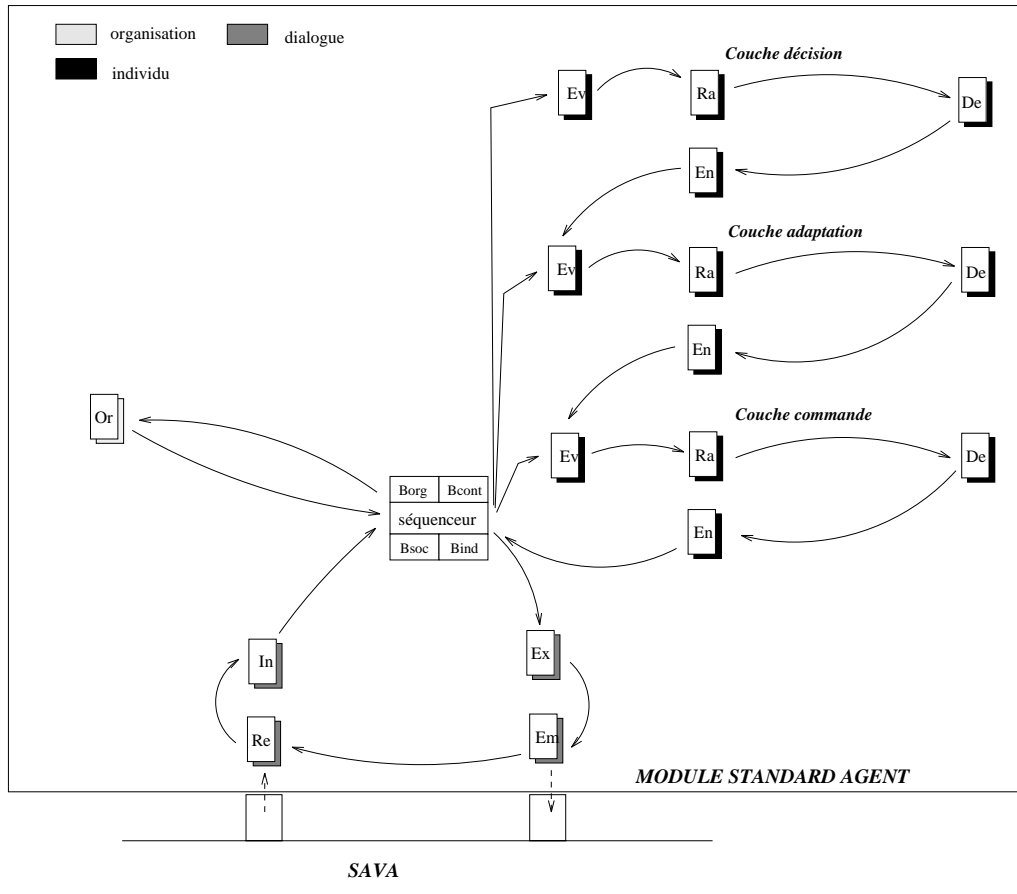 organisation
dialogue
individu
Couche décision
Ev
Ra
De
En
Couche adaptation
Ev
Ra
De
En
Couche commande
Or
Ev
Ra
De
Borg
Bcont
séquenceur
Bsoc
Bind
En
In
Ex
Re
Em
MODULE STANDARD AGENT
SAVA